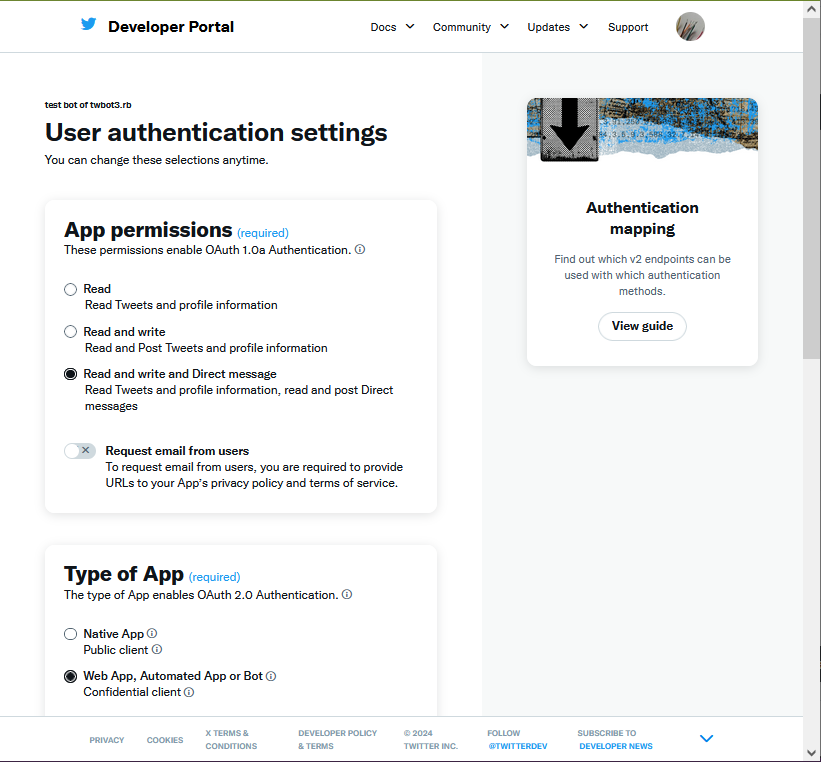 Developer Portal
Docs
Community
Updates
Support
test bot of twbot3.rb
User authentication settings
You can change these selections anytime.
App permissions (required)
These permissions enable OAuth 1.0a Authentication.
Read
Read Tweets and profile information
Read and write
Read and Post Tweets and profile information
Read and write and Direct message
Read Tweets and profile information, read and post Direct
messages
Request email from users
To request email from users, you are required to provide
URLs to your App's privacy policy and terms of service.
Type of App (required)
The type of App enables OAuth 2.0 Authentication.
Native App
Public client
Web App, Automated App or Bot
Confidential client
Authentication
mapping
Find out which v2 endpoints can be
used with which authentication
methods.
View guide
PRIVACY
COOKIES
X TERMS &
CONDITIONS
DEVELOPER POLICY
& TERMS
© 2024
TWITTER INC.
FOLLOW
@TWITTERDEV
SUBSCRIBE TO
DEVELOPER NEWS